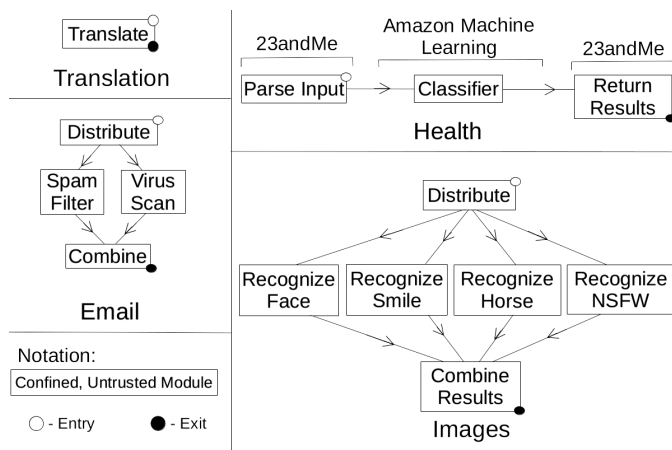 Translate
Translation
Distribute
Spam
Filter
Virus
Scan
Combine
Email
Notation:
Confined, Untrusted Module
- Entry
- Exit
23andMe
Amazon Machine
Learning
23andMe
Parse Input
Classifier
Return
Results
Health
Distribute
Recognize
Face
Recognize
Smile
Recognize
Horse
Recognize
NSFW
Combine
Results
Images